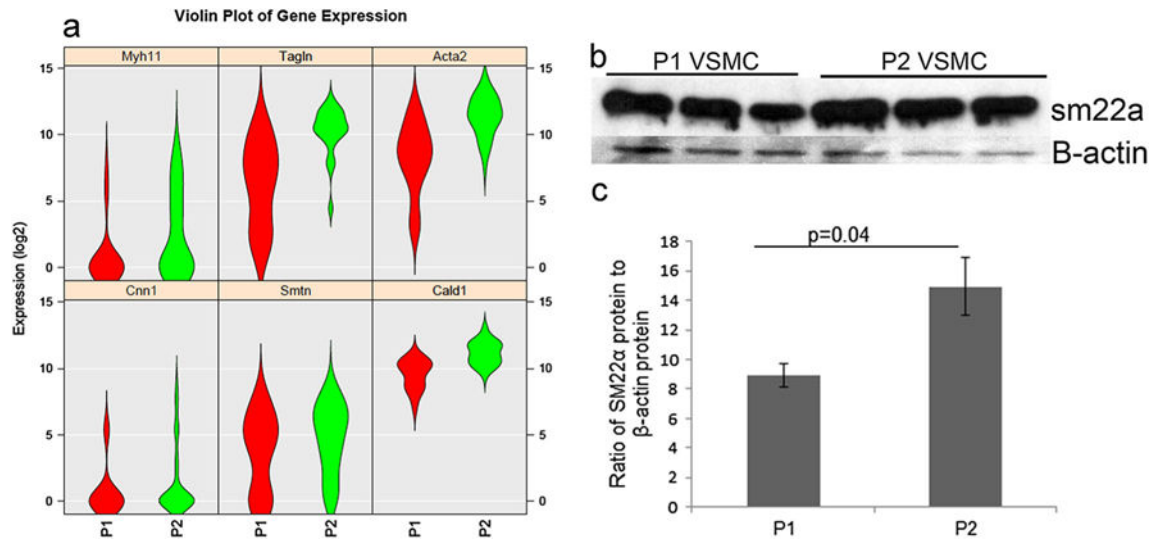 a
Violin Plot of Gene Expression
Myh11 Tagln Acta2
15 15
10 10
5 5
0 0
Cnn1 Smtn Cald1
15 15
10 10
5 5
0 0
Expression (log2)
P1 P2 P1 P2 P1 P2
b
P1 VSMC P2 VSMC
sm22a
B-actin
c
p=0.04
18
16
14
12
10
8
6
4
2
0
Ratio of SM22α protein to
β-actin protein
P1 P2